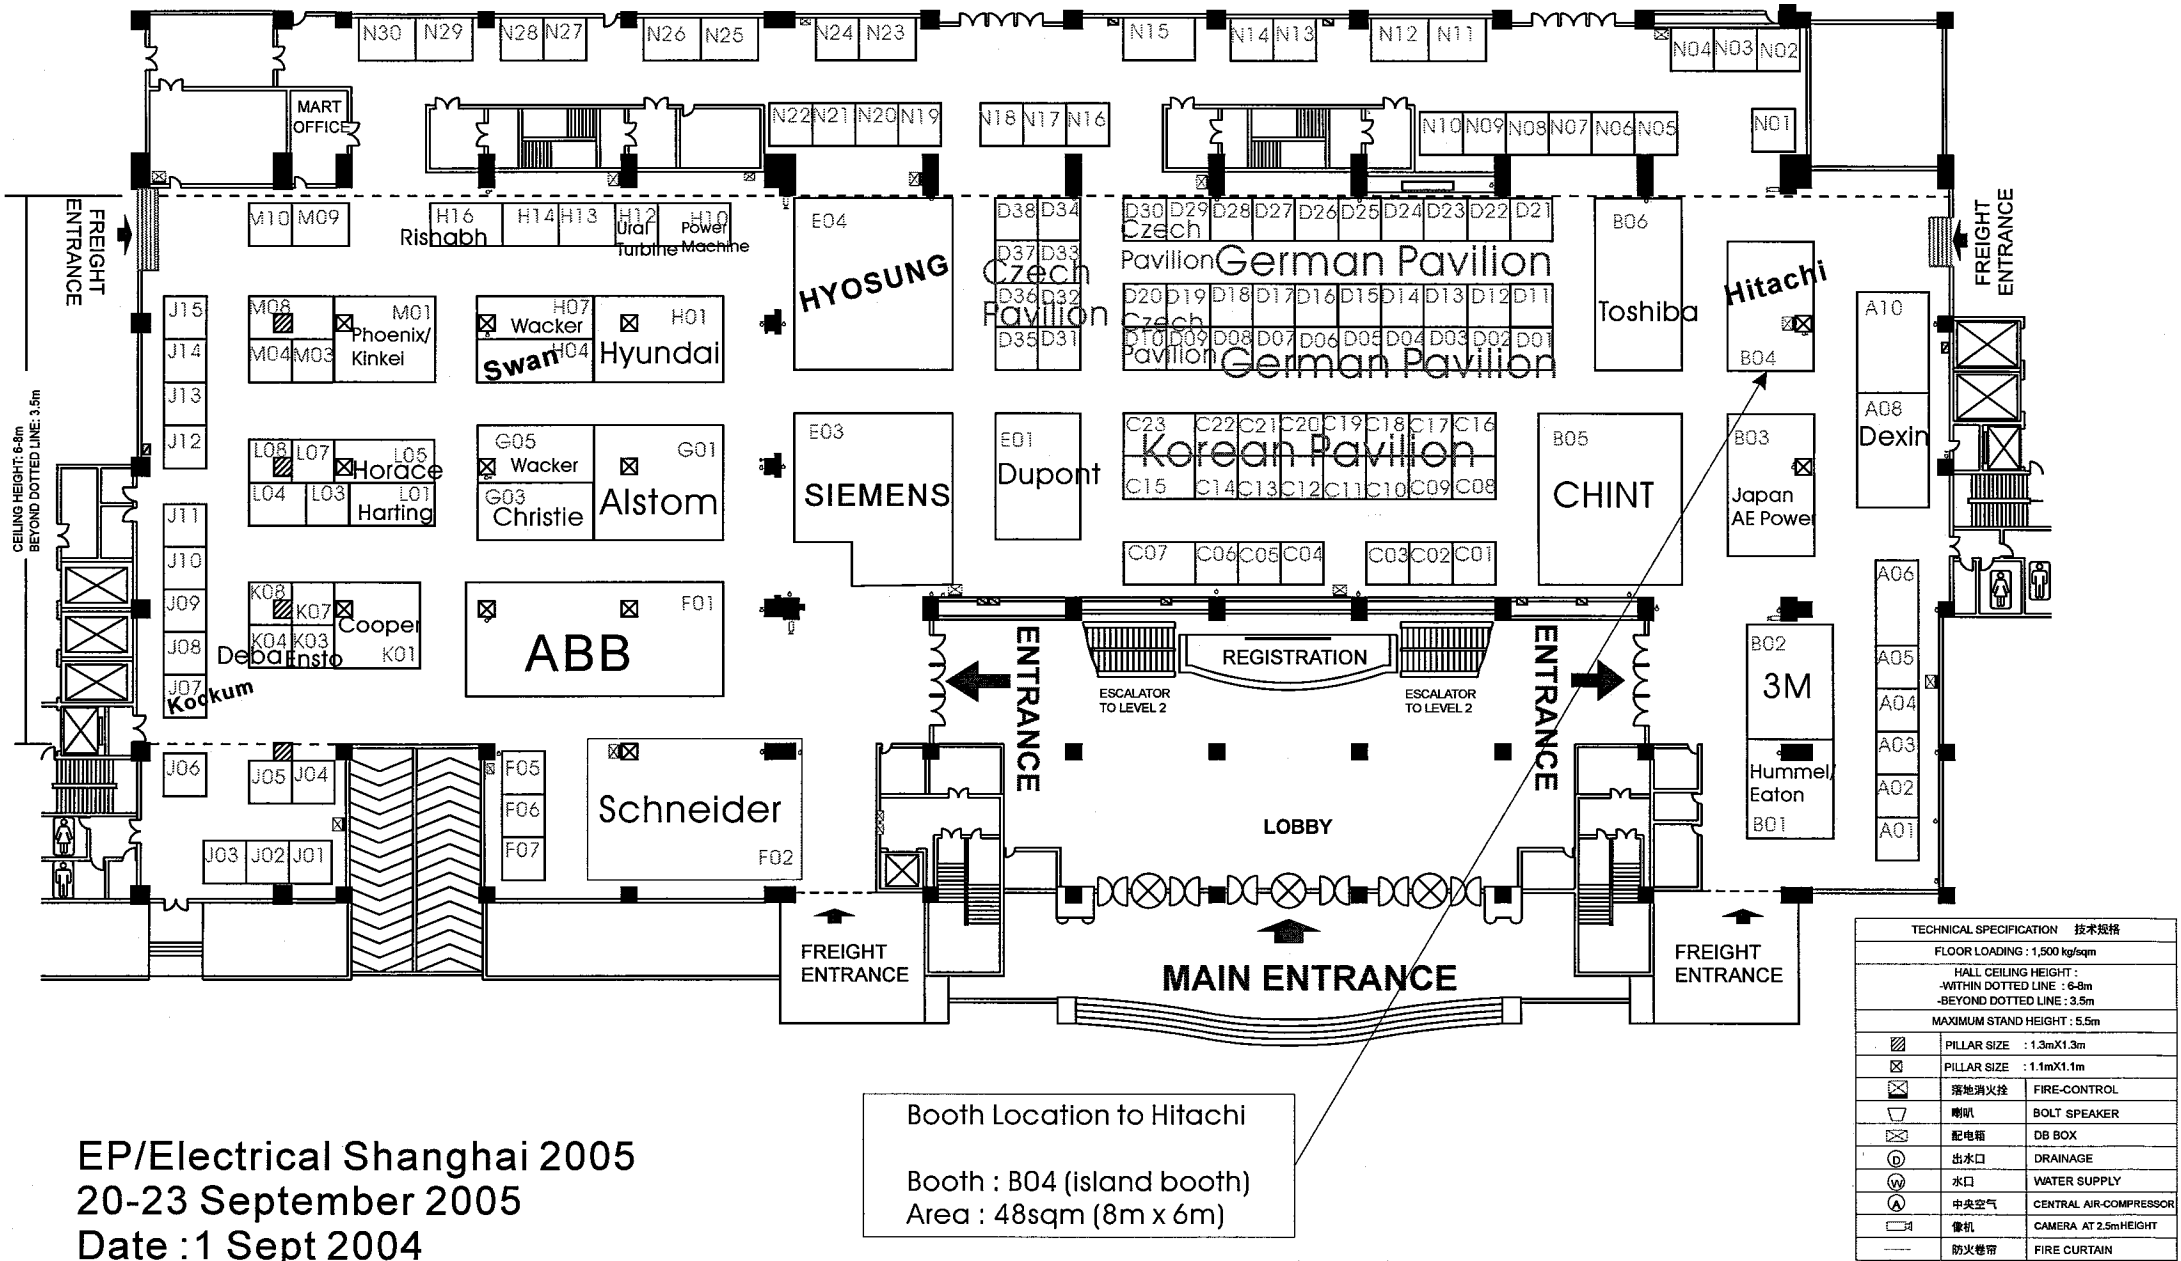 N30 N29 N28 N27 N26 N25 N24 N23 N15 N14 N13 N12 N11 N04 N03 N02
MART
OFFICE
N22 N21 N20 N19 N18 N17 N16 N10 N09 N08 N07 N06 N05 N01
FREIGHT
ENTRANCE
M10 M09
H16
Rishabh
H14 H13
H12
Ural
Turbine
H10
Power
Machine
E04
HYOSUNG
D38 D34
D37 D33
Czech
D36 D32
Pavilion
D35 D31
D30 D29 D28 D27 D26 D25 D24 D23 D22 D21
Czech
Pavilion
German Pavilion
D20 D19 D18 D17 D16 D15 D14 D13 D12 D11
Czech
D10 D09 D08 D07 D06 D05 D04 D03 D02 D01
Pavilion
German Pavilion
B06
Toshiba
Hitachi
B04
FREIGHT
ENTRANCE
A10
A08
Dexin
J15
J14
J13
J12
M08
M01
Phoenix/
Kinkei
M04 M03
H07
Wacker
Swan
H04
H01
Hyundai
CEILING HEIGHT: 6-8m
BEYOND DOTTED LINE: 3.5m
L08 L07
L05
Horace
L04 L03
L01
Harting
G05
Wacker
G03
Christie
G01
Alstom
E03
SIEMENS
E01
Dupont
C23 C22 C21 C20 C19 C18 C17 C16
Korean Pavilion
C15 C14 C13 C12 C11 C10 C09 C08
C07 C06 C05 C04 C03 C02 C01
B05
CHINT
B03
Japan
AE Power
J11
J10
J09
J08
J07
Kockum
K08
K07
Cooper
K01
K04 K03
Deba
Ensto
F01
ABB
ENTRANCE
REGISTRATION
ESCALATOR
TO LEVEL 2
ESCALATOR
TO LEVEL 2
ENTRANCE
B02
3M
Hummel/
Eaton
B01
A06
A05
A04
A03
A02
A01
J06
J05 J04
J03 J02 J01
F05
F06
F07
Schneider
F02
LOBBY
FREIGHT
ENTRANCE
MAIN ENTRANCE
FREIGHT
ENTRANCE
Booth Location to Hitachi
Booth : B04 (island booth)
Area : 48sqm (8m x 6m)
EP/Electrical Shanghai 2005
20-23 September 2005
Date :1 Sept 2004
TECHNICAL SPECIFICATION 技术规格
FLOOR LOADING : 1,500 kg/sqm
HALL CEILING HEIGHT :
-WITHIN DOTTED LINE : 6-8m
-BEYOND DOTTED LINE : 3.5m
MAXIMUM STAND HEIGHT : 5.5m
PILLAR SIZE : 1.3mX1.3m
PILLAR SIZE : 1.1mX1.1m
落地消火拴 FIRE-CONTROL
喇叭 BOLT SPEAKER
配电箱 DB BOX
D 出水口 DRAINAGE
W 水口 WATER SUPPLY
A 中央空气 CENTRAL AIR-COMPRESSOR
像机 CAMERA AT 2.5m HEIGHT
防火卷帘 FIRE CURTAIN